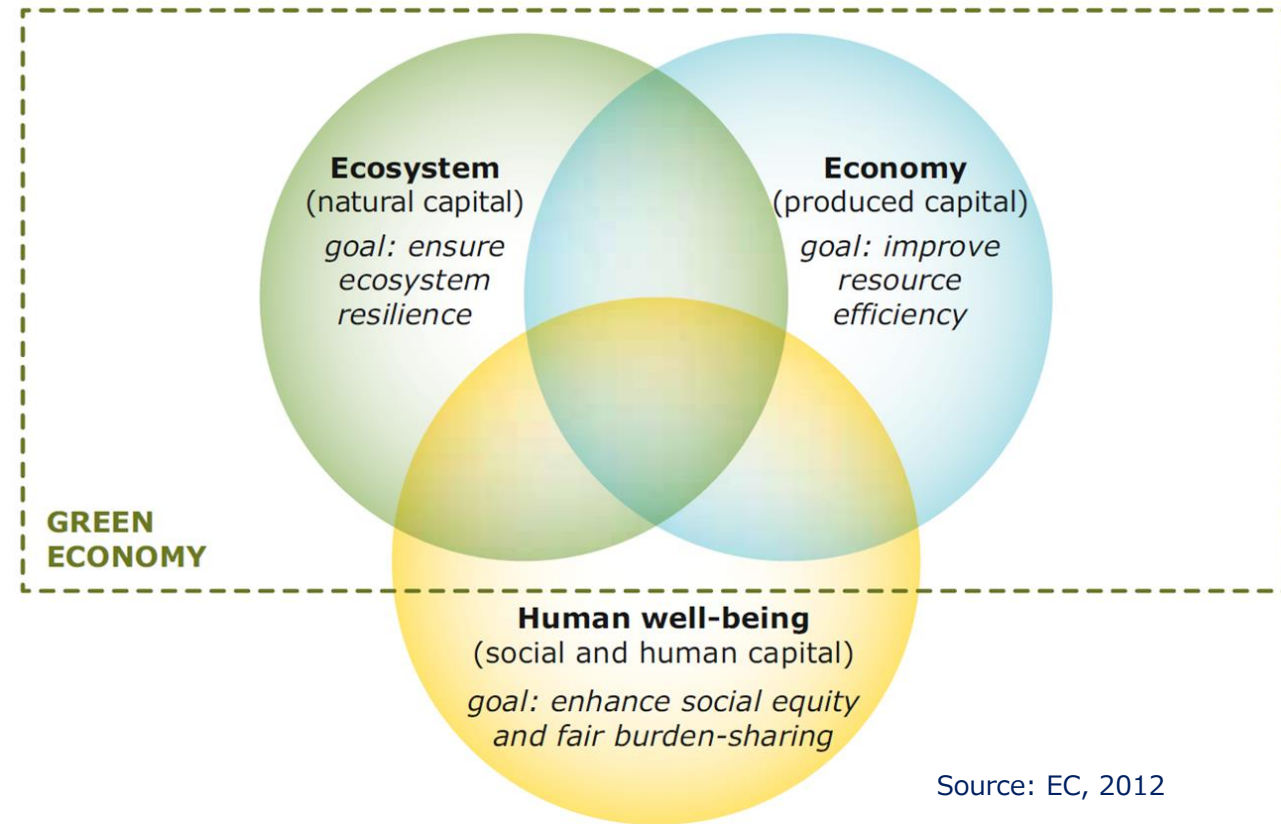 Ecosystem
(natural capital)
goal: ensure
ecosystem
resilience
Economy
(produced capital)
goal: improve
resource
efficiency
GREEN
ECONOMY
Human well-being
(social and human capital)
goal: enhance social equity
and fair burden-sharing
Source: EC, 2012